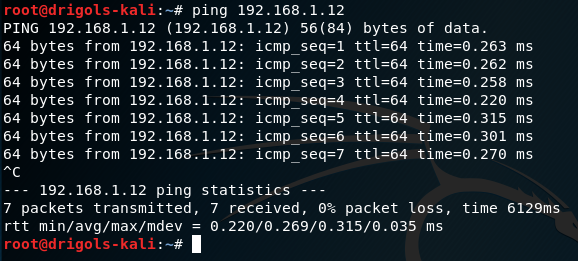 root@drigols-kali:~# ping 192.168.1.12
PING 192.168.1.12 (192.168.1.12) 56(84) bytes of data.
64 bytes from 192.168.1.12: icmp_seq=1 ttl=64 time=0.263 ms
64 bytes from 192.168.1.12: icmp_seq=2 ttl=64 time=0.262 ms
64 bytes from 192.168.1.12: icmp_seq=3 ttl=64 time=0.258 ms
64 bytes from 192.168.1.12: icmp_seq=4 ttl=64 time=0.220 ms
64 bytes from 192.168.1.12: icmp_seq=5 ttl=64 time=0.315 ms
64 bytes from 192.168.1.12: icmp_seq=6 ttl=64 time=0.301 ms
64 bytes from 192.168.1.12: icmp_seq=7 ttl=64 time=0.270 ms
^C
--- 192.168.1.12 ping statistics ---
7 packets transmitted, 7 received, 0% packet loss, time 6129ms
rtt min/avg/max/mdev = 0.220/0.269/0.315/0.035 ms
root@drigols-kali:~#